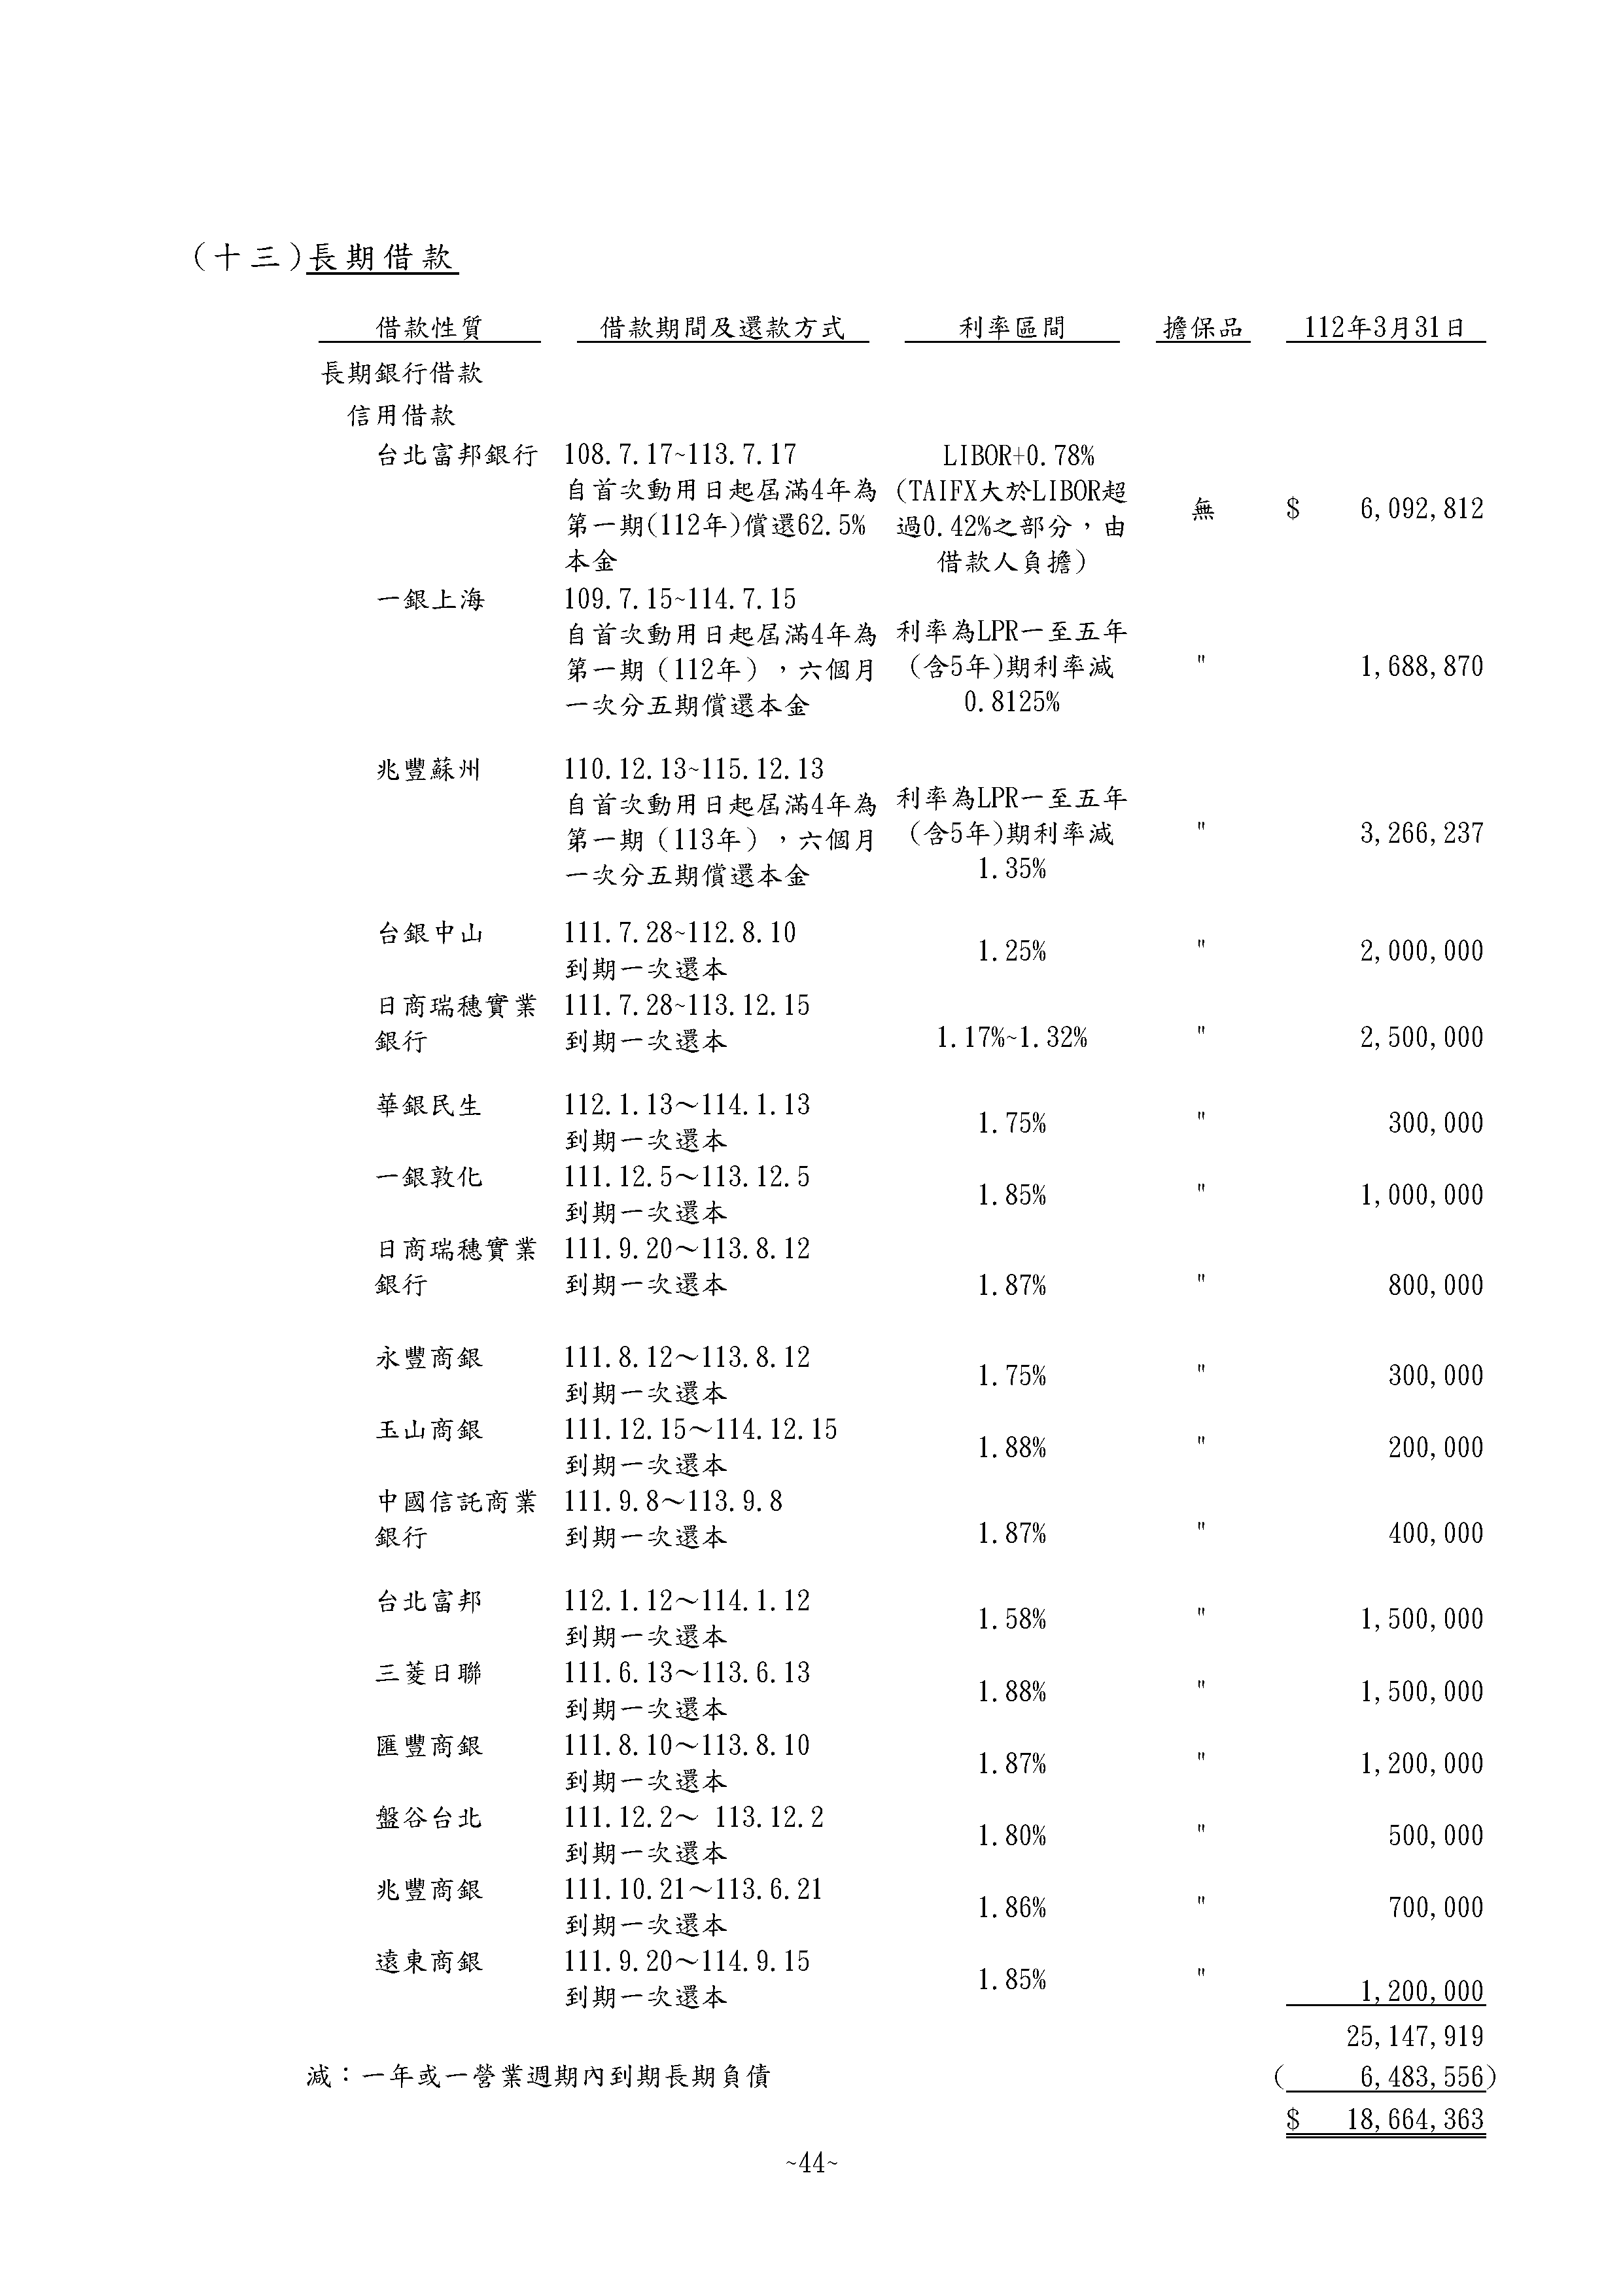 (十三)長期借款
借款性質 借款期間及還款方式 利率區間 擔保品 112年3月31日
長期銀行借款
信用借款
台北富邦銀行 108.7.17~113.7.17 LIBOR+0.78%
自首次動用日起屆滿4年為 (TAIFX大於LIBOR超
無 $ 6,092,812
第一期(112年)償還62.5% 過0.42%之部分，由
本金 借款人負擔)
一銀上海 109.7.15~114.7.15
自首次動用日起屆滿4年為 利率為LPR一至五年
第一期（112年），六個月 (含5年)期利率減 " 1,688,870
一次分五期償還本金 0.8125%
兆豐蘇州 110.12.13~115.12.13
自首次動用日起屆滿4年為 利率為LPR一至五年
第一期（113年），六個月 (含5年)期利率減 " 3,266,237
一次分五期償還本金 1.35%
台銀中山 111.7.28~112.8.10
1.25% " 2,000,000
到期一次還本
日商瑞穗實業 111.7.28~113.12.15
銀行 到期一次還本 1.17%~1.32% " 2,500,000
華銀民生 112.1.13～114.1.13
1.75% " 300,000
到期一次還本
一銀敦化 111.12.5～113.12.5
1.85% " 1,000,000
到期一次還本
日商瑞穗實業 111.9.20～113.8.12
銀行 到期一次還本 1.87% " 800,000
永豐商銀 111.8.12～113.8.12
1.75% " 300,000
到期一次還本
玉山商銀 111.12.15～114.12.15
1.88% " 200,000
到期一次還本
中國信託商業 111.9.8～113.9.8
銀行 到期一次還本 1.87% " 400,000
台北富邦 112.1.12～114.1.12
1.58% " 1,500,000
到期一次還本
三菱日聯 111.6.13～113.6.13
1.88% " 1,500,000
到期一次還本
匯豐商銀 111.8.10～113.8.10
1.87% " 1,200,000
到期一次還本
盤谷台北 111.12.2～ 113.12.2
1.80% " 500,000
到期一次還本
兆豐商銀 111.10.21～113.6.21
1.86% " 700,000
到期一次還本
遠東商銀 111.9.20～114.9.15
1.85% " 1,200,000
到期一次還本
25,147,919
減：一年或一營業週期內到期長期負債 ( 6,483,556)
$ 18,664,363
~44~